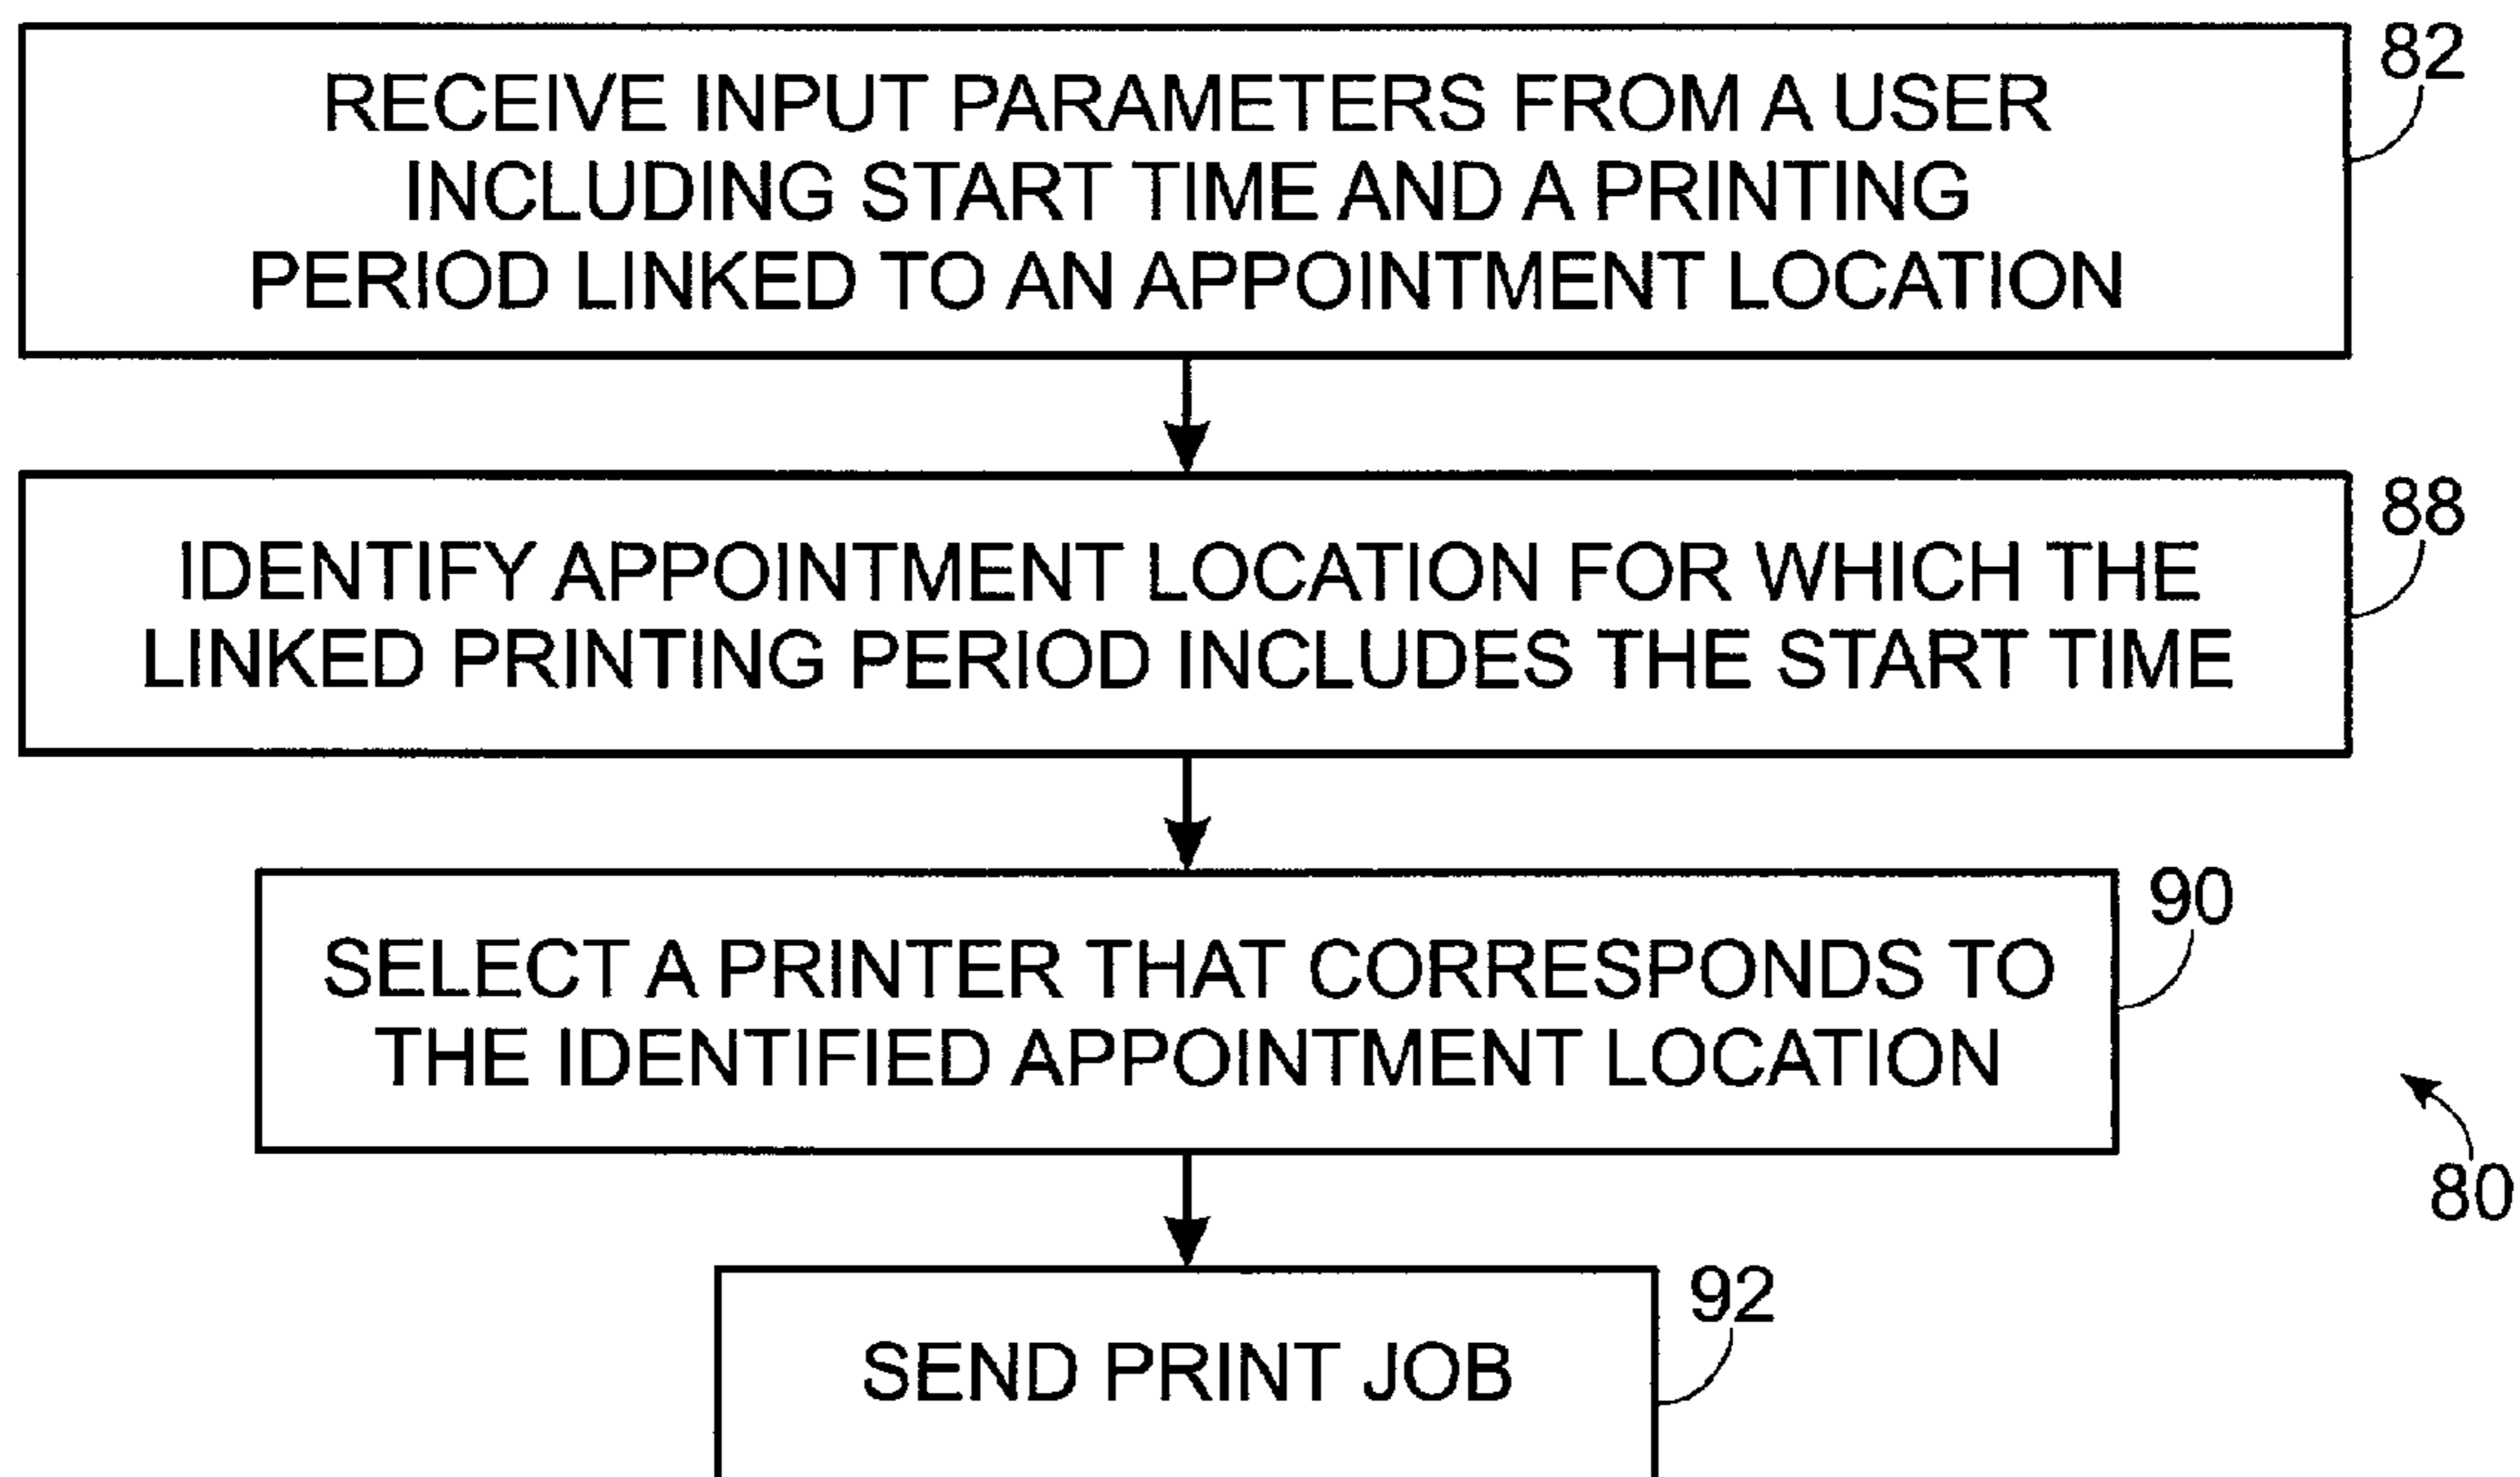 82
RECEIVE INPUT PARAMETERS FROM A USER
INCLUDING START TIME AND A PRINTING
PERIOD LINKED TO AN APPOINTMENT LOCATION
88
IDENTIFY APPOINTMENT LOCATION FOR WHICH THE
LINKED PRINTING PERIOD INCLUDES THE START TIME
90
SELECT A PRINTER THAT CORRESPONDS TO
THE IDENTIFIED APPOINTMENT LOCATION
80
92
SEND PRINT JOB